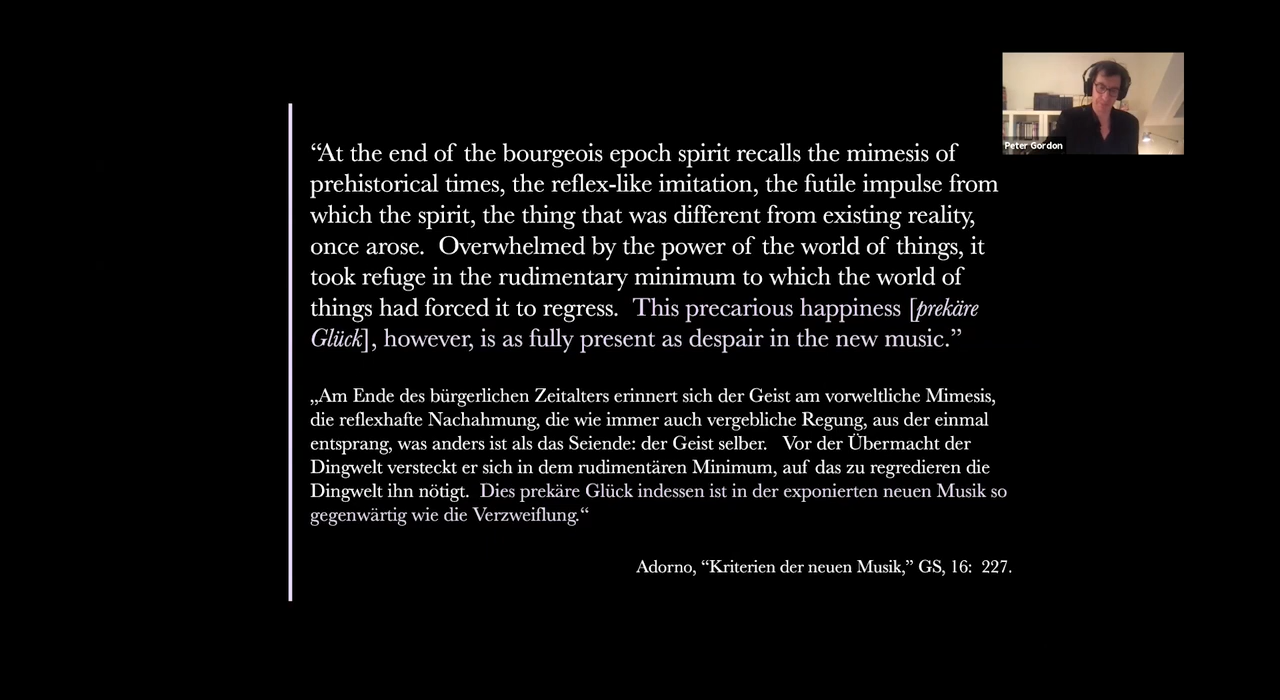 “At the end of the bourgeois epoch spirit recalls the mimesis of
prehistorical times, the reflex-like imitation, the futile impulse from
which the spirit, the thing that was different from existing reality,
once arose. Overwhelmed by the power of the world of things, it
took refuge in the rudimentary minimum to which the world of
things had forced it to regress. This precarious happiness [prekäre
Glück], however, is as fully present as despair in the new music.”
„Am Ende des bürgerlichen Zeitalters erinnert sich der Geist am vorweltliche Mimesis,
die reflexhafte Nachahmung, die wie immer auch vergebliche Regung, aus der einmal
entsprang, was anders ist als das Seiende: der Geist selber. Vor der Übermacht der
Dingwelt versteckt er sich in dem rudimentären Minimum, auf das zu regredieren die
Dingwelt ihn nötigt. Dies prekäre Glück indessen ist in der exponierten neuen Musik so
gegenwärtig wie die Verzweiflung.“
Adorno, “Kriterien der neuen Musik,” GS, 16: 227.
Peter Gordon